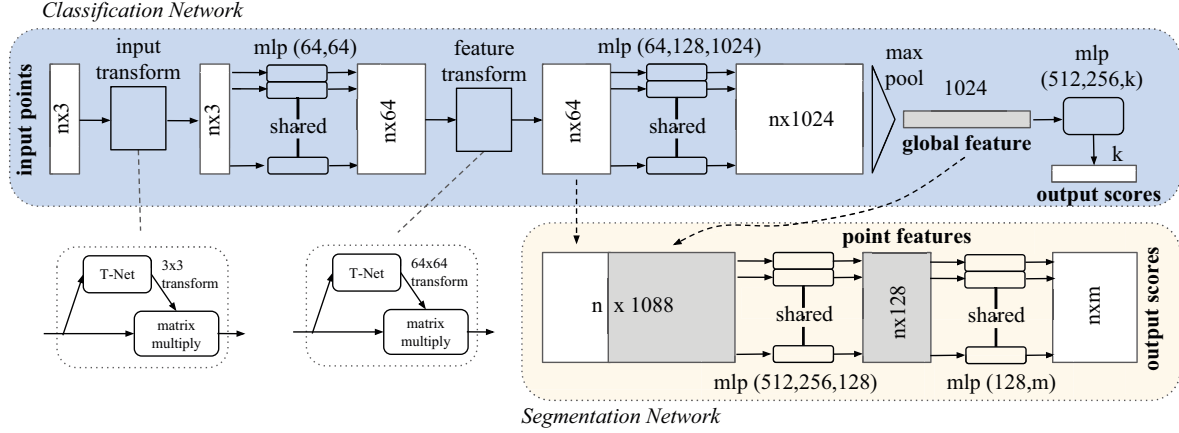 Classification Network
input points
nx3
input
transform
nx3
mlp (64,64)
shared
nx64
feature
transform
nx64
mlp (64,128,1024)
shared
nx1024
max
pool
1024
global feature
mlp
(512,256,k)
k
output scores
T-Net
3x3
transform
matrix
multiply
T-Net
64x64
transform
matrix
multiply
point features
n x 1088
shared
mlp (512,256,128)
nx128
shared
mlp (128,m)
nxm
output scores
Segmentation Network